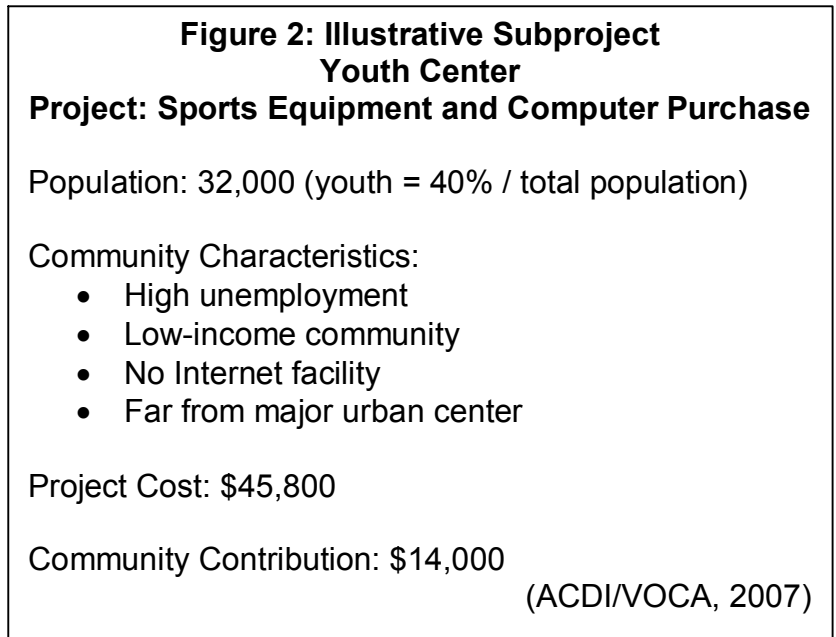 Figure 2: Illustrative Subproject
Youth Center
Project: Sports Equipment and Computer Purchase
Population: 32,000 (youth = 40% / total population)
Community Characteristics:
• High unemployment
• Low-income community
• No Internet facility
• Far from major urban center
Project Cost: $45,800
Community Contribution: $14,000
(ACDI/VOCA, 2007)